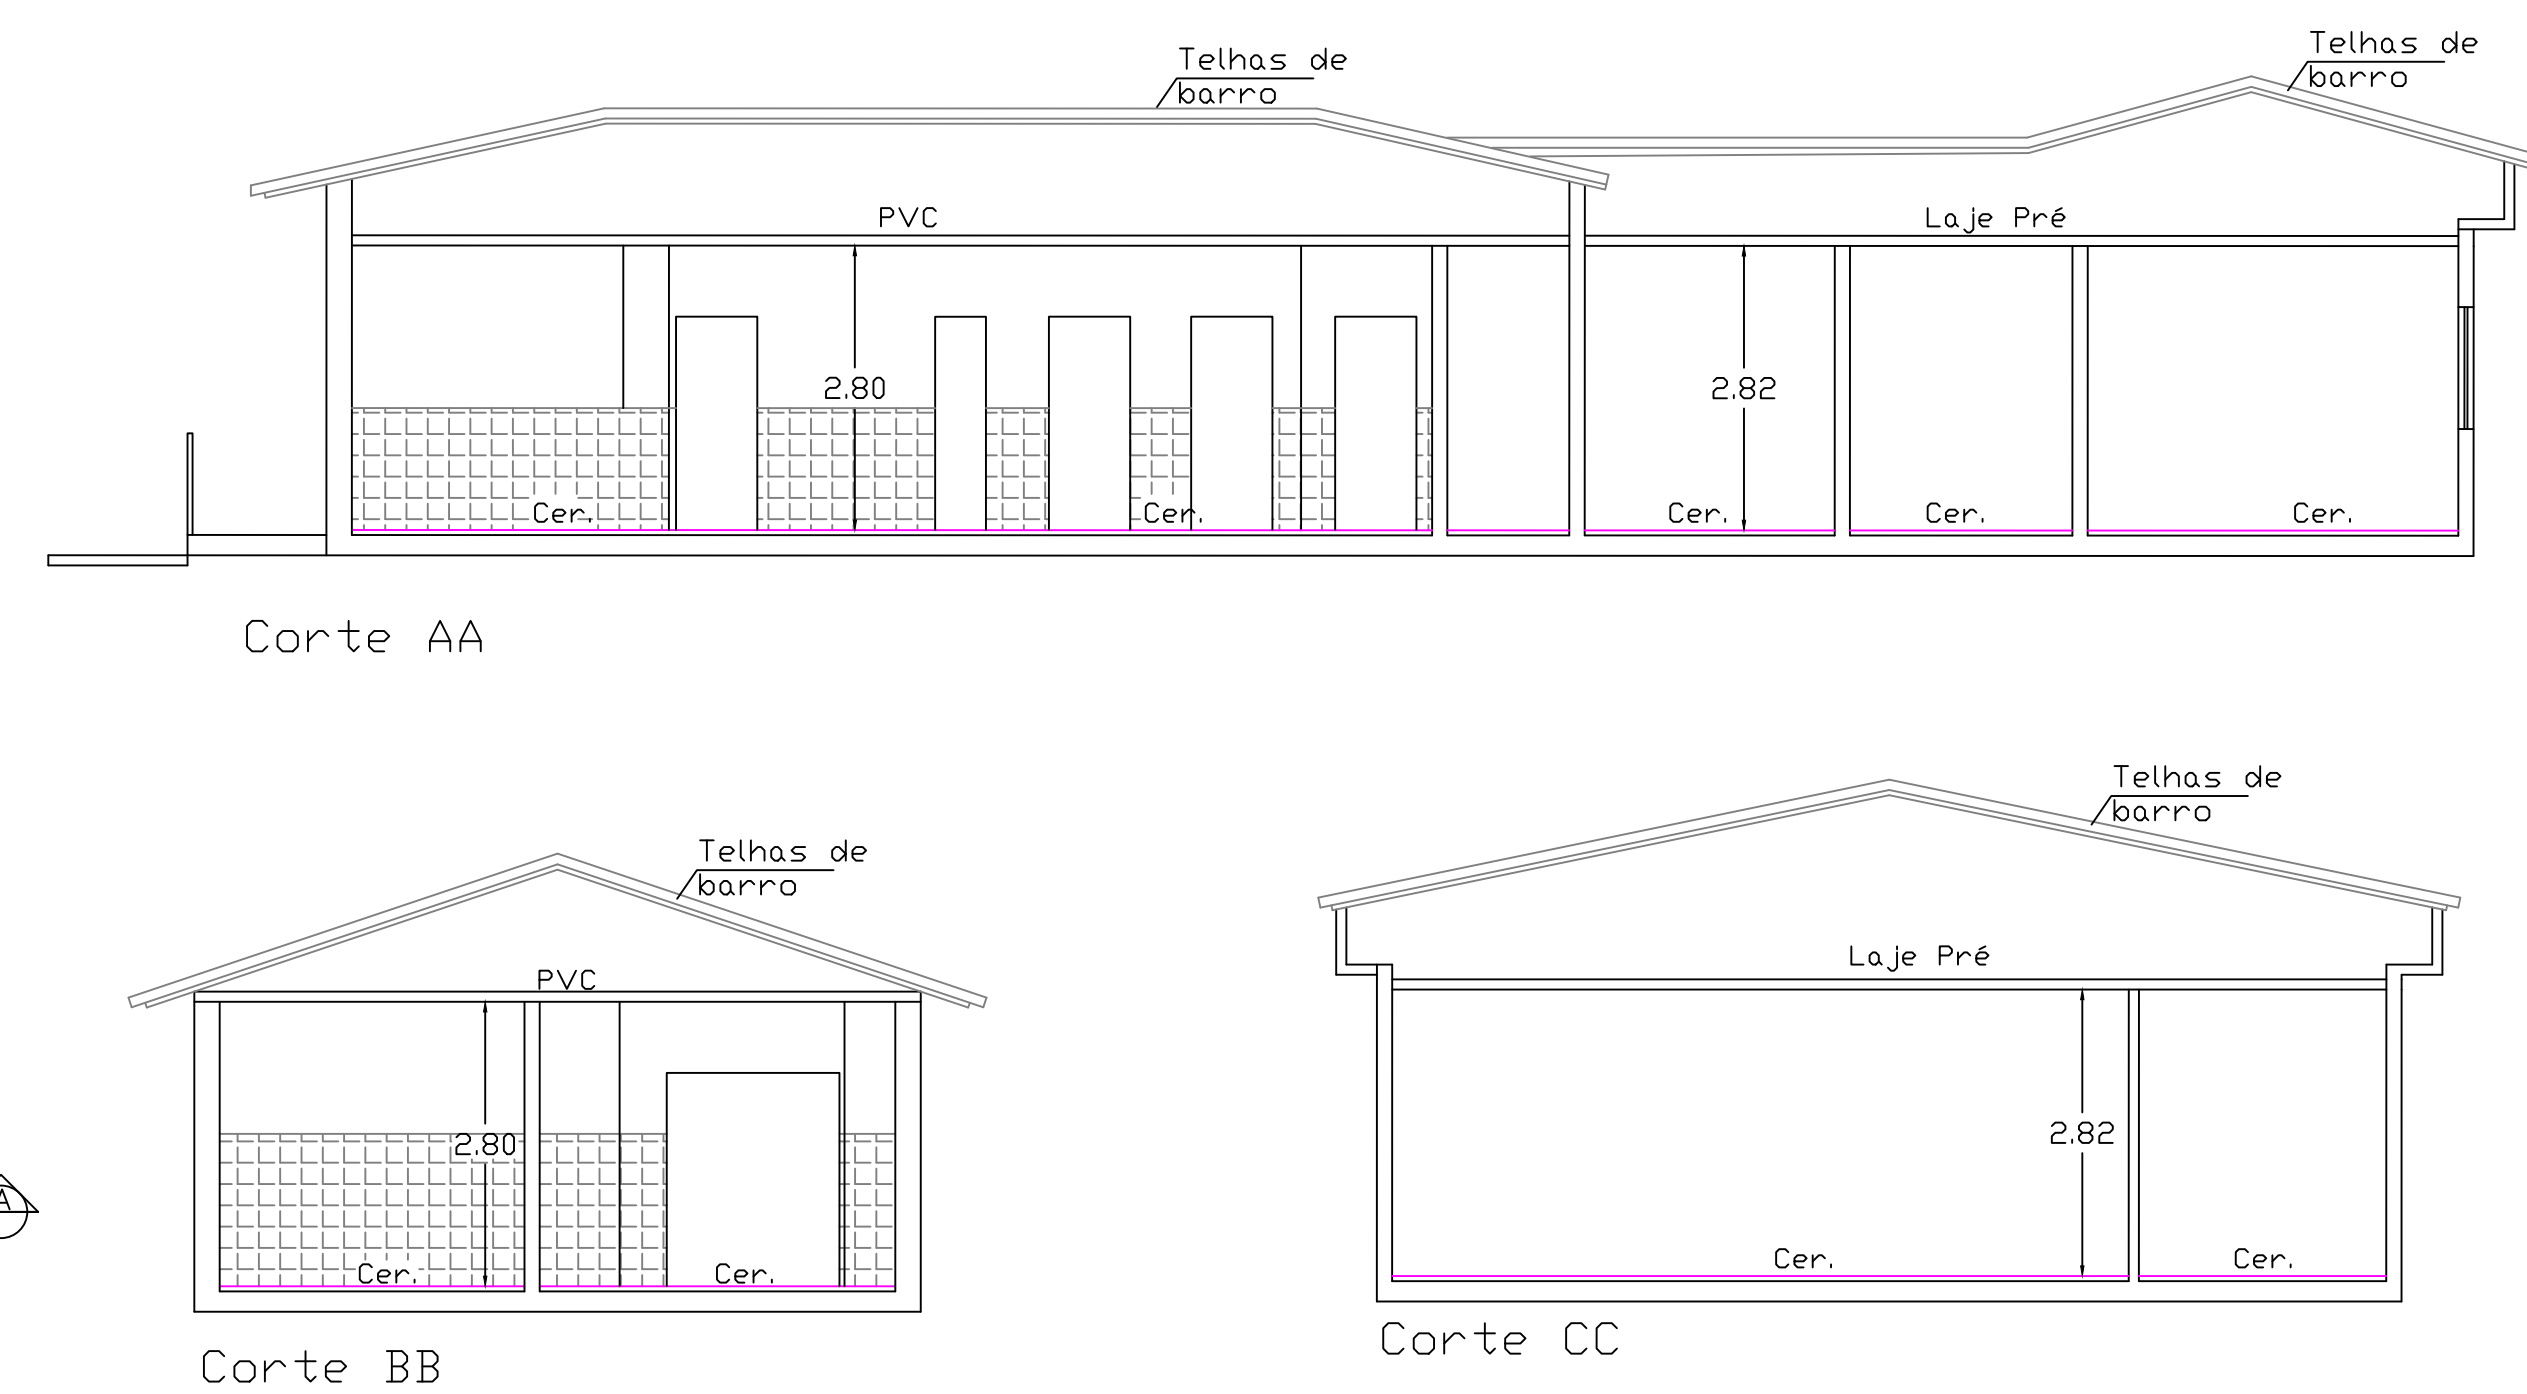 Telhas de
barro
Telhas de
barro
PVC
Laje Pré
2.80
2.82
Cer.
Cer.
Cer.
Cer.
Cer.
Corte AA
Telhas de
barro
PVC
2.80
Cer.
Cer.
Corte BB
Telhas de
barro
Laje Pré
2.82
Cer.
Cer.
Corte CC
A